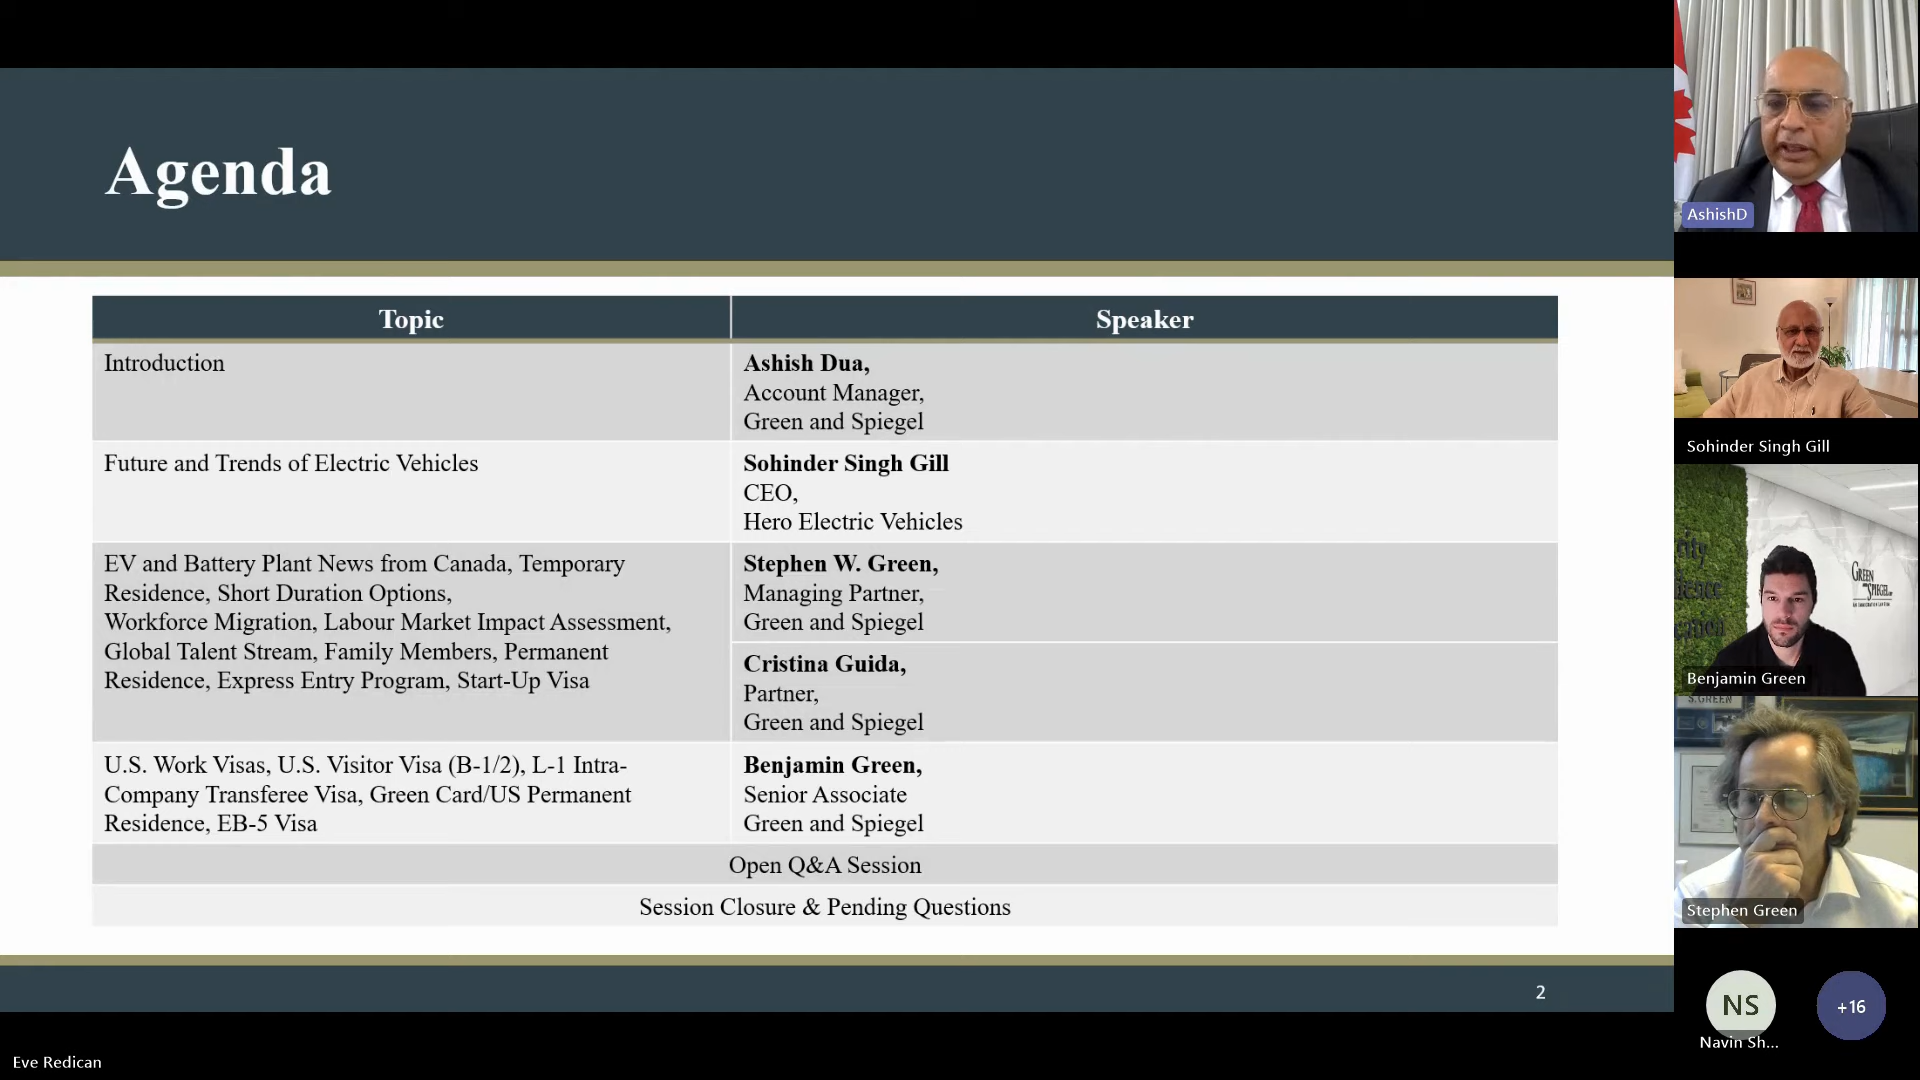 Agenda
Topic
Speaker
Introduction
Ashish Dua,
Account Manager,
Green and Spiegel
Future and Trends of Electric Vehicles
Sohinder Singh Gill
CEO,
Hero Electric Vehicles
EV and Battery Plant News from Canada, Temporary
Residence, Short Duration Options,
Workforce Migration, Labour Market Impact Assessment,
Global Talent Stream, Family Members, Permanent
Residence, Express Entry Program, Start-Up Visa
Stephen W. Green,
Managing Partner,
Green and Spiegel
Cristina Guida,
Partner,
Green and Spiegel
U.S. Work Visas, U.S. Visitor Visa (B-1/2), L-1 Intra-
Company Transferee Visa, Green Card/US Permanent
Residence, EB-5 Visa
Benjamin Green,
Senior Associate
Green and Spiegel
Open Q&A Session
Session Closure & Pending Questions
2
Eve Redican
AshishD
Sohinder Singh Gill
GREEN
AND SPIEGEL
Benjamin Green
S.GREEN
Stephen Green
NS
Navin Sh...
+16